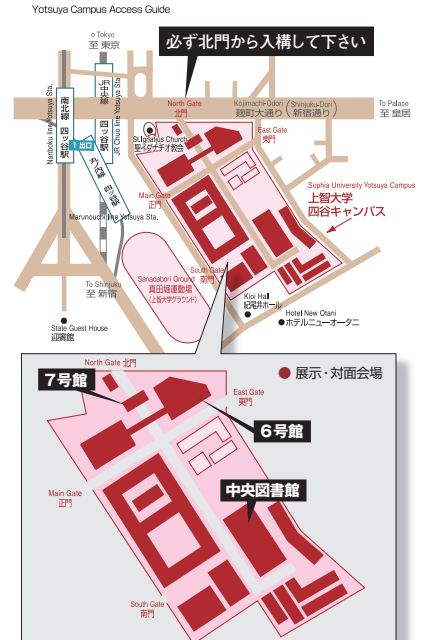 Yotsuya Campus Access Guide
to Tokyo
至 東京
必ず北門から入構して下さい
JR中央線 四ツ谷駅
JR Chuo line Yotsuya Sta.
南北線 四ツ谷駅
Nanboku line Yotsuya Sta.
1 出口
丸ノ内線 四ツ谷駅
Marunouchi line Yotsuya Sta.
North Gate
北門
Kojimachi-Odori (Shinjuku-Dori)
麹町大通り(新宿通り)
To Palace
至 皇居
St.Ignatius Church
聖イグナチオ教会
East Gate
東門
Main Gate
正門
Sophia University Yotsuya Campus
上智大学
四谷キャンパス
South Gate
南門
Sanadabori Ground
真田堀運動場
(上智大学グラウンド)
To Shinjuku
至 新宿
Kioi Hall
紀尾井ホール
Hotel New Otani
ホテルニューオータニ
State Guest House
迎賓館
North Gate 北門
展示・対面会場
7号館
East Gate
東門
6号館
中央図書館
Main Gate
正門
South Gate
南門